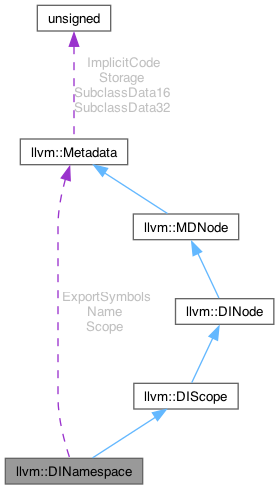 unsigned
ImplicitCode
Storage
SubclassData16
SubclassData32
llvm::Metadata
llvm::MDNode
ExportSymbols
Name
Scope
llvm::DINode
llvm::DIScope
llvm::DINamespace